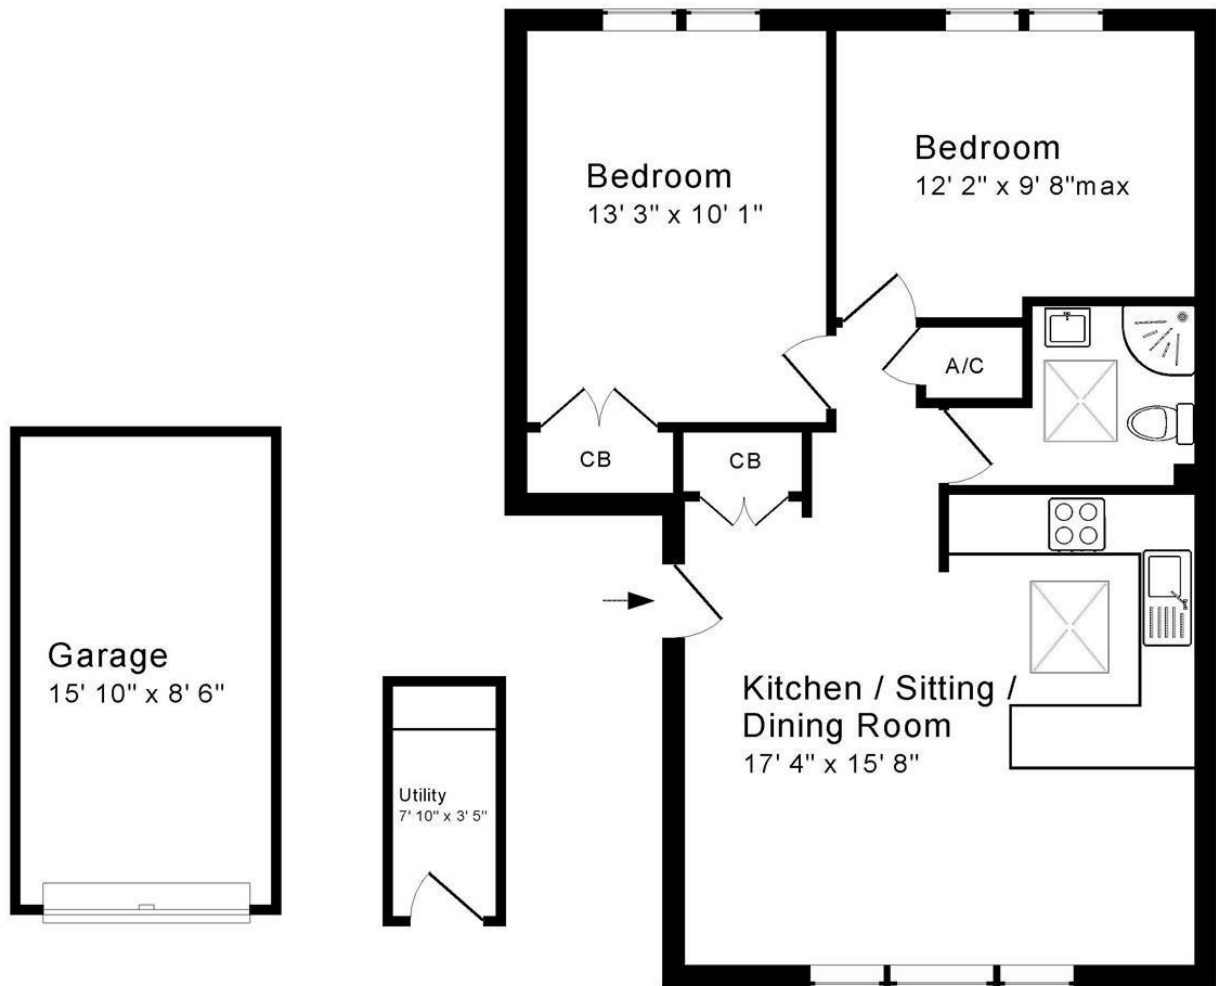 Bedroom
13' 3" x 10' 1"
Bedroom
12' 2" x 9' 8"max
A/C
CB
CB
Garage
15' 10" x 8' 6"
Utility
7' 10" x 3' 5"
Kitchen / Sitting /
Dining Room
17' 4" x 15' 8"